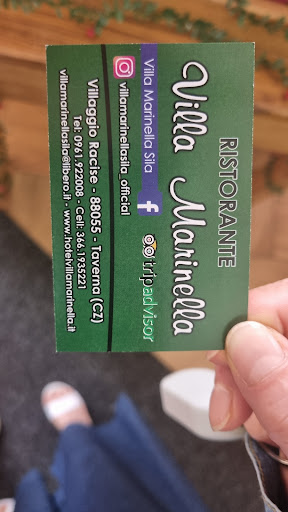 RISTORANTE
Villa Marinella
tripadvisor
Villa Marinella Sila
villamarinellasila_official
Villaggio Racise - 88055 - Taverna (CZ)
Tel: 0961.922008 - Cell: 366.1935221
villamarinellasila@libero.it - www.hotelvillamarinella.it